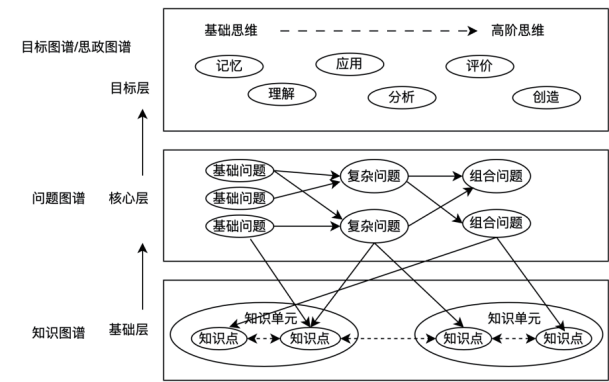 基础思维
高阶思维
目标图谱/思政图谱
记忆
应用
评价
目标层
理解
分析
创造
基础问题
复杂问题
组合问题
问题图谱
核心层
基础问题
基础问题
复杂问题
组合问题
知识单元
知识单元
知识图谱
基础层
知识点
知识点
知识点
知识点